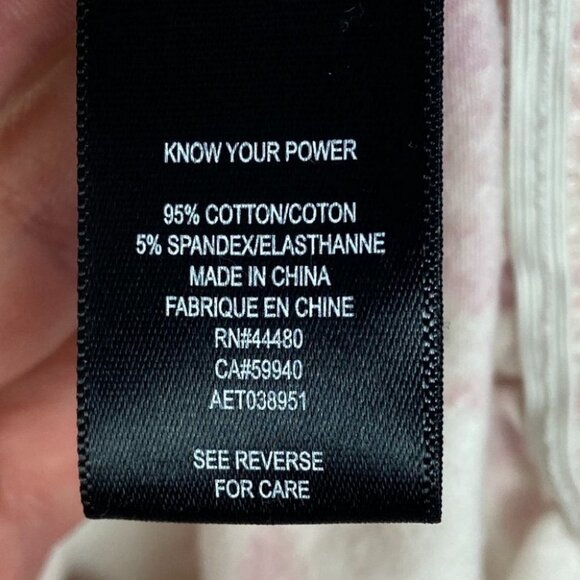 KNOW YOUR POWER
95% COTTON/COTON
5% SPANDEX/ELASTHANNE
MADE IN CHINA
FABRIQUE EN CHINE
RN#44480
CA#59940
AET038951
SEE REVERSE
FOR CARE